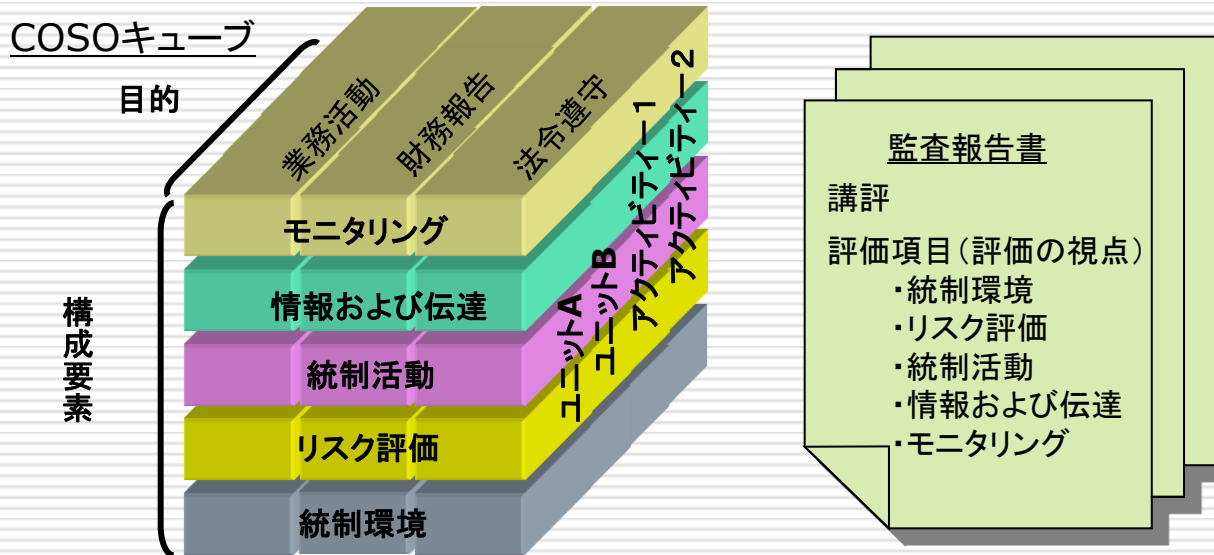 COSOキューブ
目的
業務活動
財務報告
法令遵守
モニタリング
情報および伝達
統制活動
リスク評価
統制環境
構成要素
ユニットA
ユニットB
アクティビティー1
アクティビティー2
監査報告書
講評
評価項目(評価の視点)
・統制環境
・リスク評価
・統制活動
・情報および伝達
・モニタリング